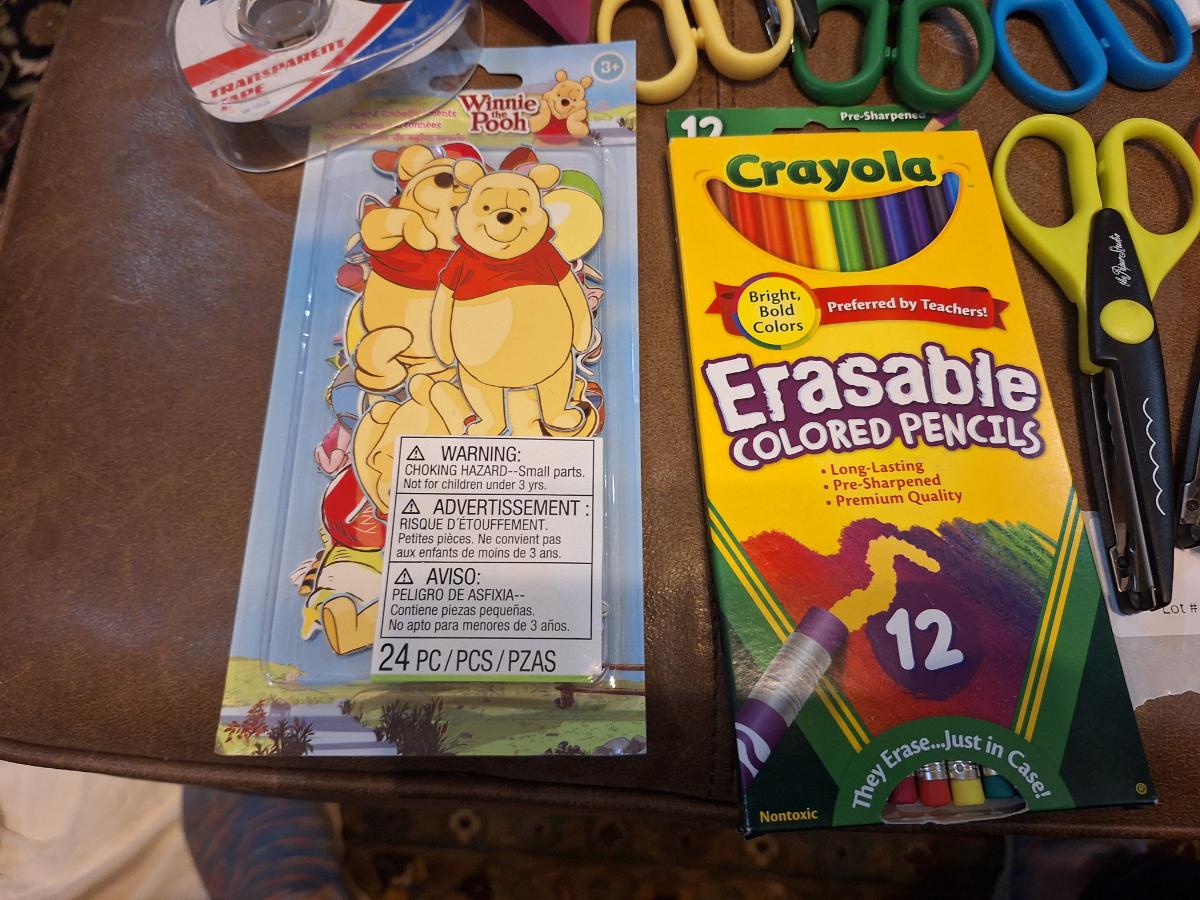 TRANSPARENT
TAPE
3+
Winnie
the
Pooh
WARNING:
CHOKING HAZARD--Small parts.
Not for children under 3 yrs.
ADVERTISSEMENT :
RISQUE D'ÉTOUFFEMENT.
Petites pièces. Ne convient pas
aux enfants de moins de 3 ans.
AVISO:
PELIGRO DE ASFIXIA--
Contiene piezas pequeñas.
No apto para menores de 3 años.
24 PC / PCS / PZAS
12
Pre-Sharpened
Crayola
Bright,
Bold
Colors
Preferred by Teachers!
Erasable
COLORED PENCILS
• Long-Lasting
• Pre-Sharpened
• Premium Quality
12
They Erase...Just in Case!
Nontoxic
®
the Paper Studio
Lot #